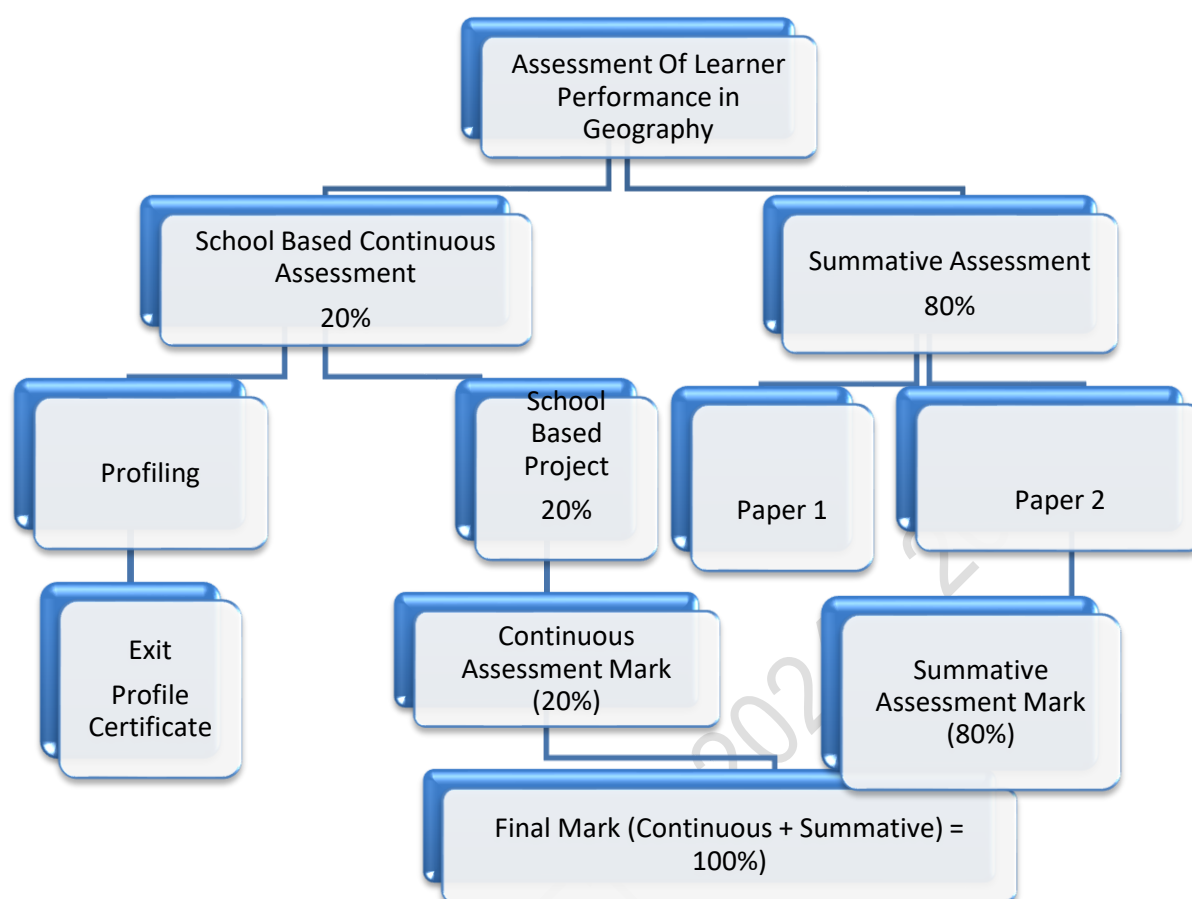 Assessment Of Learner
Performance in
Geography
School Based Continuous
Assessment
20%
Summative Assessment
80%
Profiling
School
Based
Project
20%
Paper 1
Paper 2
Exit
Profile
Certificate
Continuous
Assessment Mark
(20%)
Summative
Assessment Mark
(80%)
Final Mark (Continuous + Summative) =
100%)